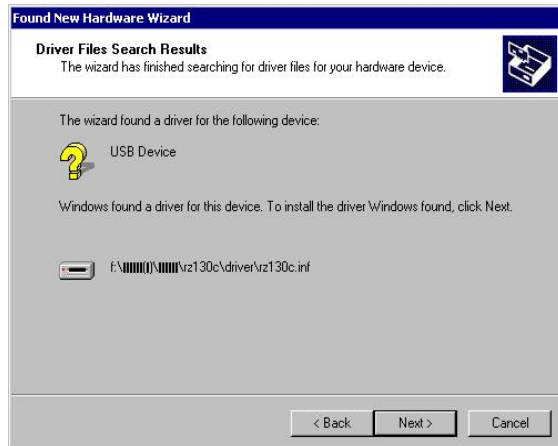 Found New Hardware Wizard
Driver Files Search Results
The wizard has finished searching for driver files for your hardware device.
The wizard found a driver for the following device:
USB Device
Windows found a driver for this device. To install the driver Windows found, click Next.
f:\▮▮▮▮▮▮(▮)\▮▮▮▮▮▮\rz130c\driver\rz130c.inf
< Back
Next >
Cancel